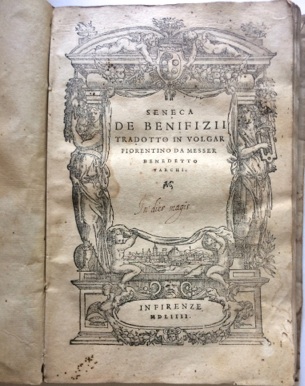 SENECA
DE BENIFIZII
TRADOTTO IN VOLGAR
FIORENTINO DA MESSER
BENEDETTO
VARCHI.
IN FIRENZE
MDLIIII.